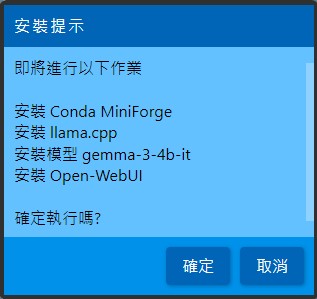 安裝提示
即將進行以下作業
安裝 Conda MiniForge
安裝 llama.cpp
安裝模型 gemma-3-4b-it
安裝 Open-WebUI
確定執行嗎?
確定 取消